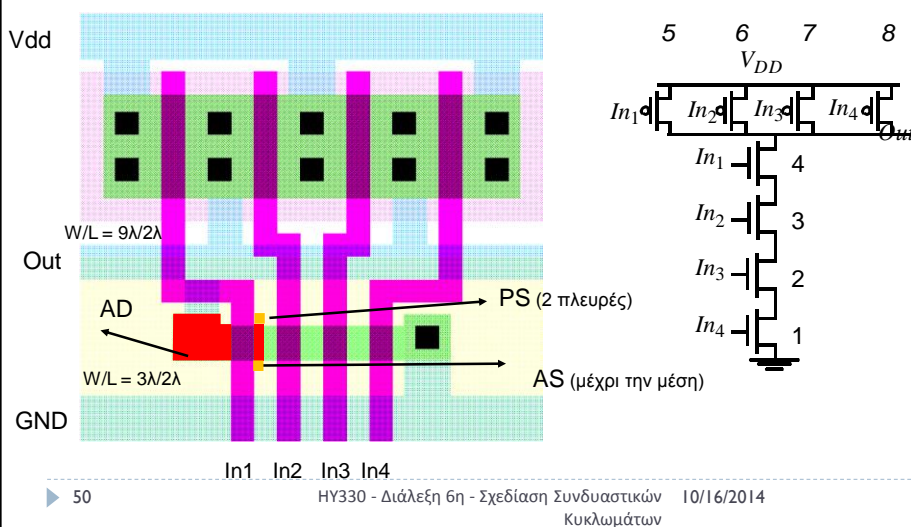 Vdd
W/L = 9λ/2λ
Out
AD
PS (2 πλευρές)
W/L = 3λ/2λ
AS (μέχρι την μέση)
GND
In1 In2 In3 In4
5 6 7 8
V_DD
In₁ In₂ In₃ In₄
Out
In₁ 4
In₂ 3
In₃ 2
In₄ 1
50 ΗΥ330 - Διάλεξη 6η - Σχεδίαση Συνδυαστικών 10/16/2014
Κυκλωμάτων